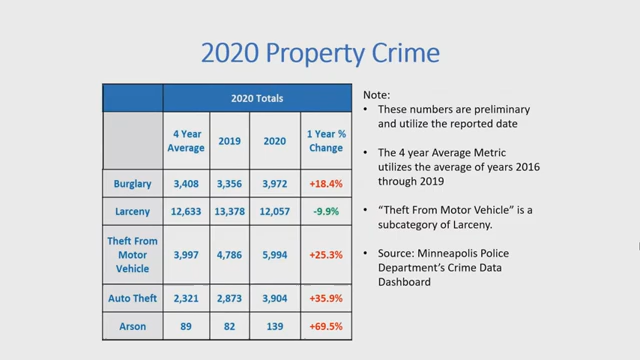 2020 Property Crime
2020 Totals
4 Year Average 2019 2020 1 Year % Change
Burglary 3,408 3,356 3,972 +18.4%
Larceny 12,633 13,378 12,057 -9.9%
Theft From Motor Vehicle 3,997 4,786 5,994 +25.3%
Auto Theft 2,321 2,873 3,904 +35.9%
Arson 89 82 139 +69.5%
Note:
• These numbers are preliminary
and utilize the reported date
• The 4 year Average Metric
utilizes the average of years 2016
through 2019
• “Theft From Motor Vehicle” is a
subcategory of Larceny.
• Source: Minneapolis Police
Department’s Crime Data
Dashboard